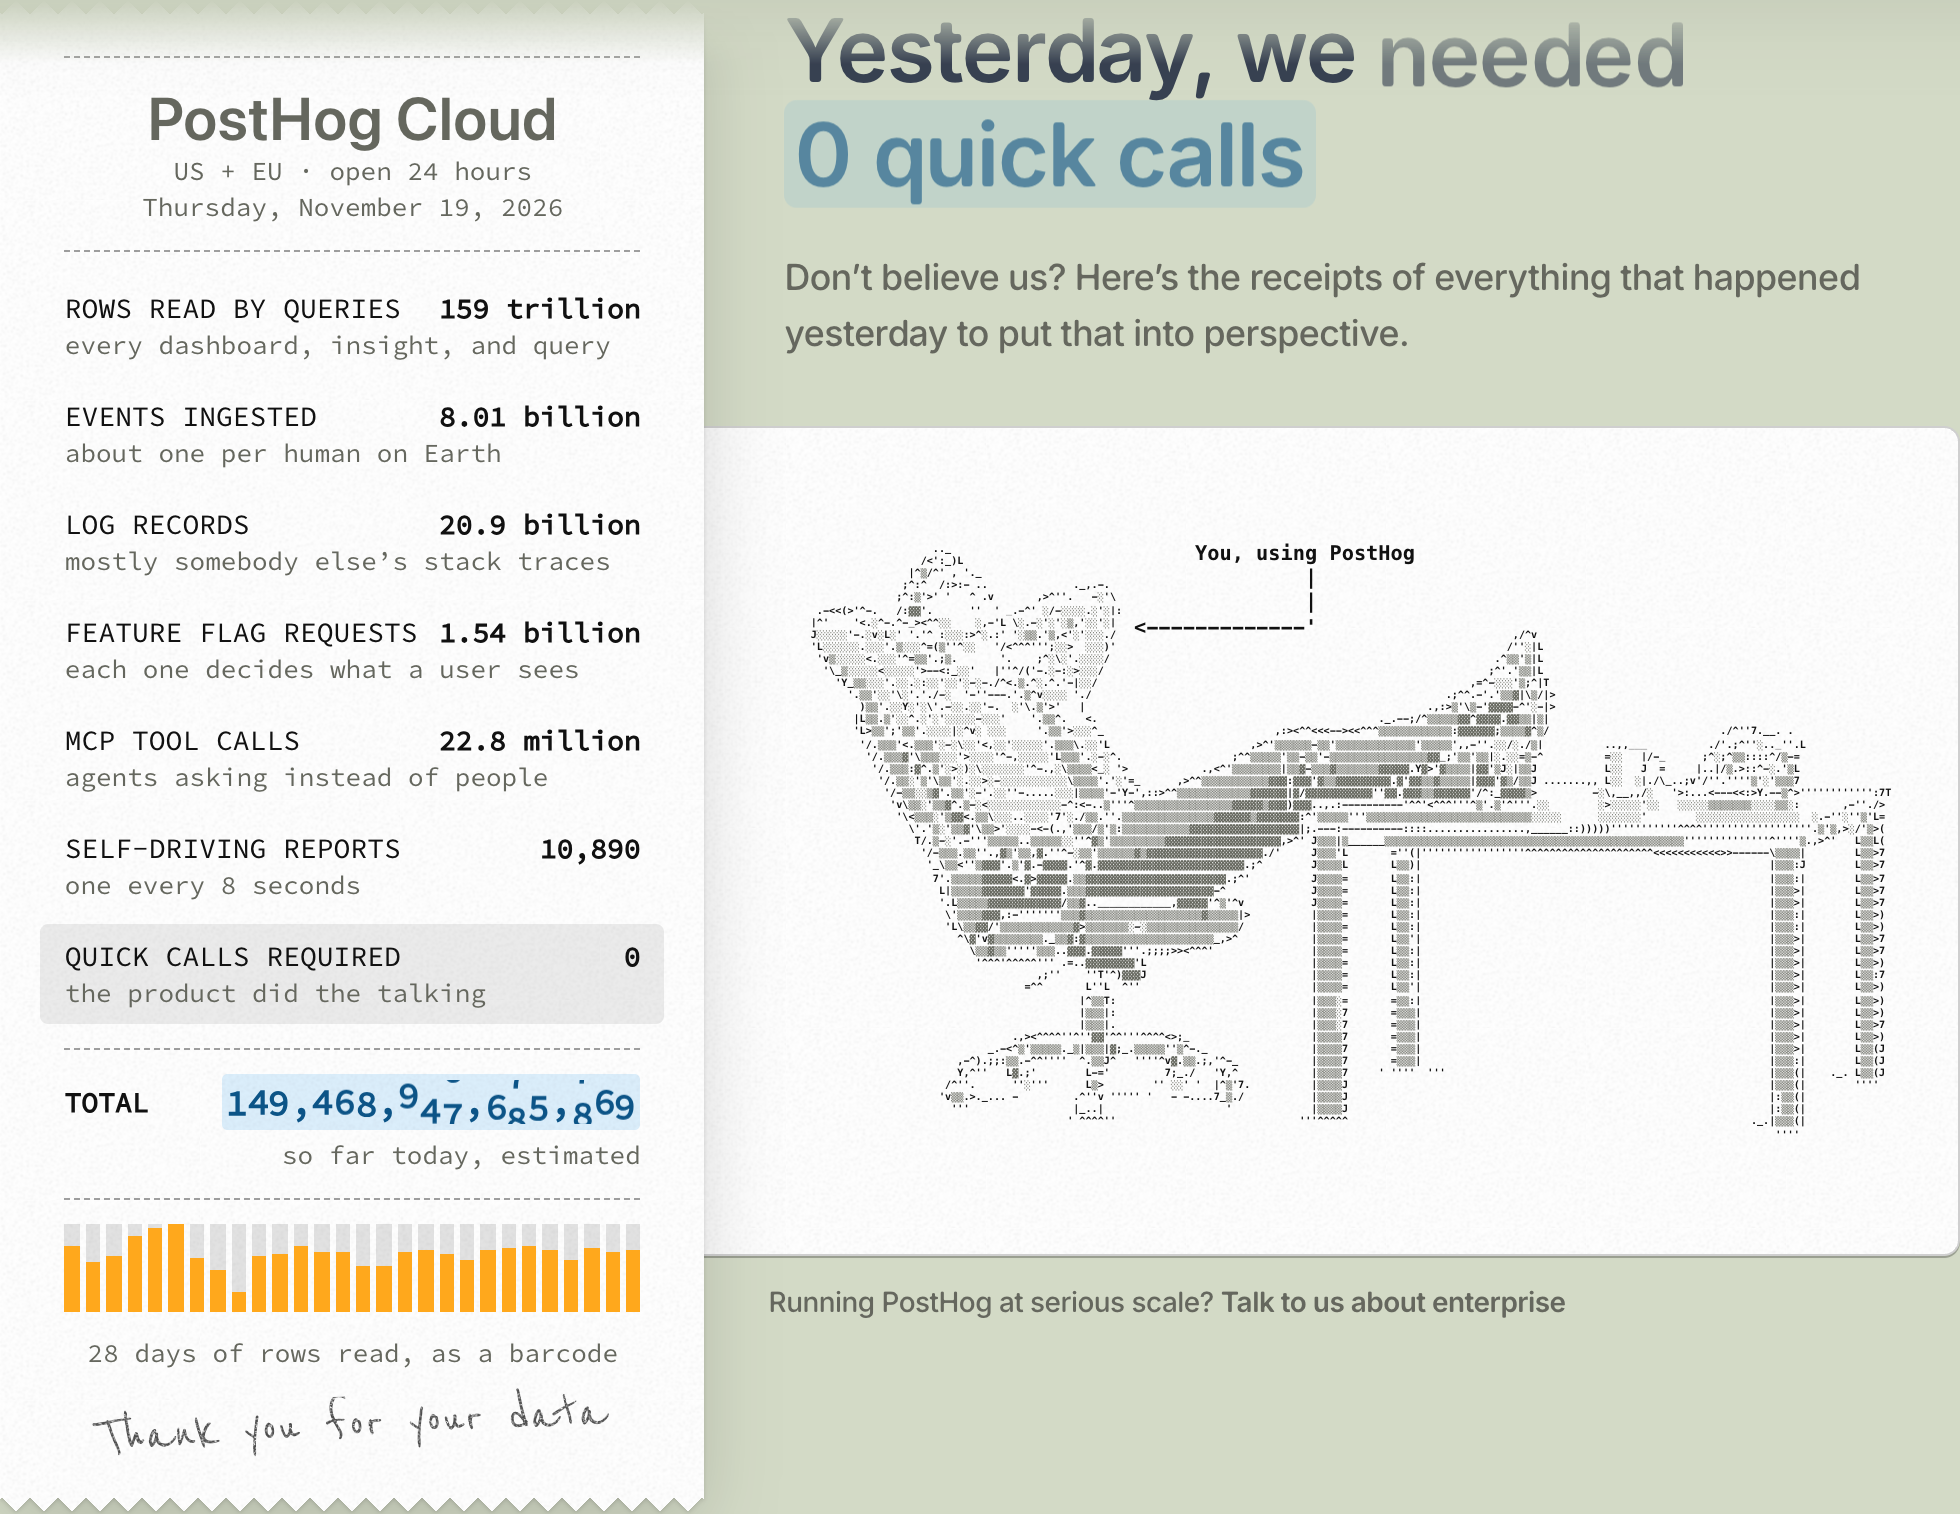 PostHog Cloud
US + EU · open 24 hours
Thursday, November 19, 2026
ROWS READ BY QUERIES 159 trillion
every dashboard, insight, and query
EVENTS INGESTED 8.01 billion
about one per human on Earth
LOG RECORDS 20.9 billion
mostly somebody else’s stack traces
FEATURE FLAG REQUESTS 1.54 billion
each one decides what a user sees
MCP TOOL CALLS 22.8 million
agents asking instead of people
SELF-DRIVING REPORTS 10,890
one every 8 seconds
QUICK CALLS REQUIRED 0
the product did the talking
TOTAL 149,468,947,685,869
so far today, estimated
28 days of rows read, as a barcode
Thank you for your data
Yesterday, we needed
0 quick calls
Don’t believe us? Here’s the receipts of everything that happened
yesterday to put that into perspective.
You, using PostHog
Running PostHog at serious scale? Talk to us about enterprise